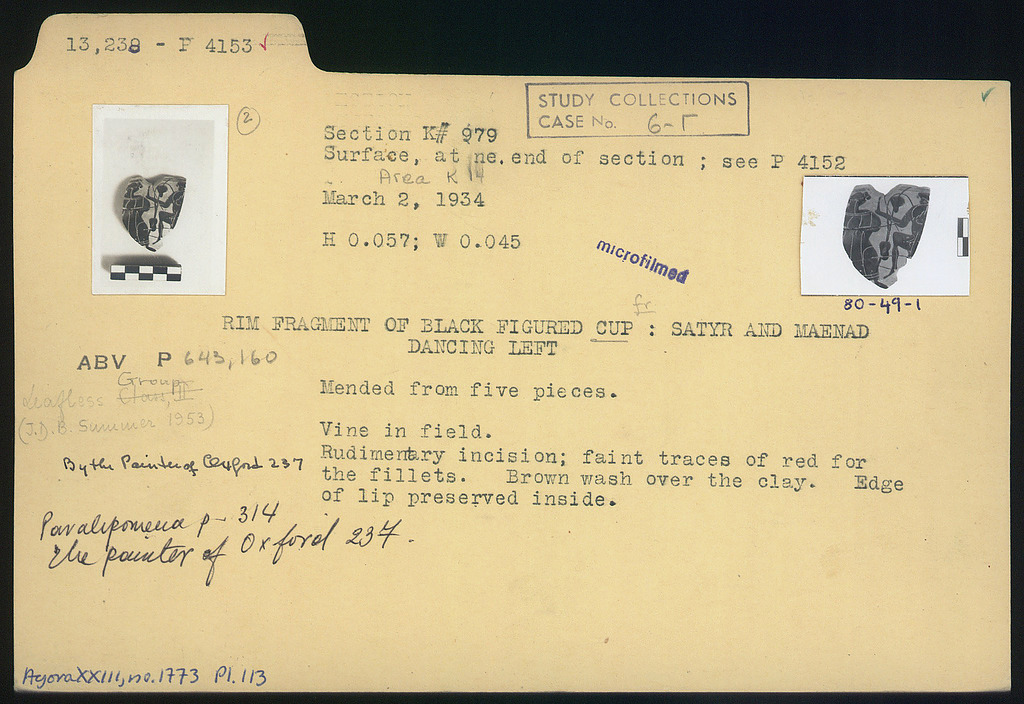 13,238 - P 4153 ✓
②
STUDY COLLECTIONS
CASE No. 6-Γ
Section K# 979
Surface, at ne. end of section ; see P 4152
Area K 14
March 2, 1934
H 0.057; W 0.045
microfilmed
80-49-1
fr
RIM FRAGMENT OF BLACK FIGURED CUP : SATYR AND MAENAD
DANCING LEFT
ABV P 643,160
Group
Leafless Class, III
(J.D.B. Summer 1953)
By the Painter of Oxford 237
Mended from five pieces.
Vine in field.
Rudimentary incision; faint traces of red for
the fillets. Brown wash over the clay. Edge
of lip preserved inside.
Paralipomena p- 314
The painter of Oxford 237.
Agora XXIII, no. 1773 Pl. 113